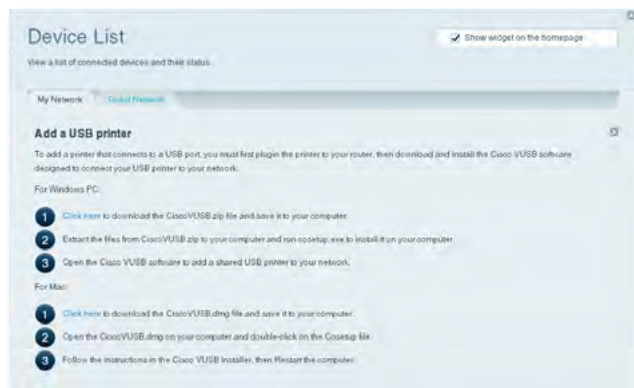 Device List
Show widget on the homepage
View a list of connected devices and their status.
My Network
Guest Network
Add a USB printer
To add a printer that connects to a USB port, you must first plugin the printer to your router, then download and install the Cisco VUSB software
designed to connect your USB printer to your network.
For Windows PC:
1 Click here to download the CiscoVUSB.zip file and save it to your computer.
2 Extract the files from CiscoVUSB.zip to your computer and run cosetup.exe to install it on your computer.
3 Open the Cisco VUSB software to add a shared USB printer to your network.
For Mac:
1 Click here to download the CiscoVUSB.dmg file and save it to your computer.
2 Open the CiscoVUSB.dmg on your computer and double-click on the Cosetup file.
3 Follow the instructions in the Cisco VUSB Installer, then Restart the computer.